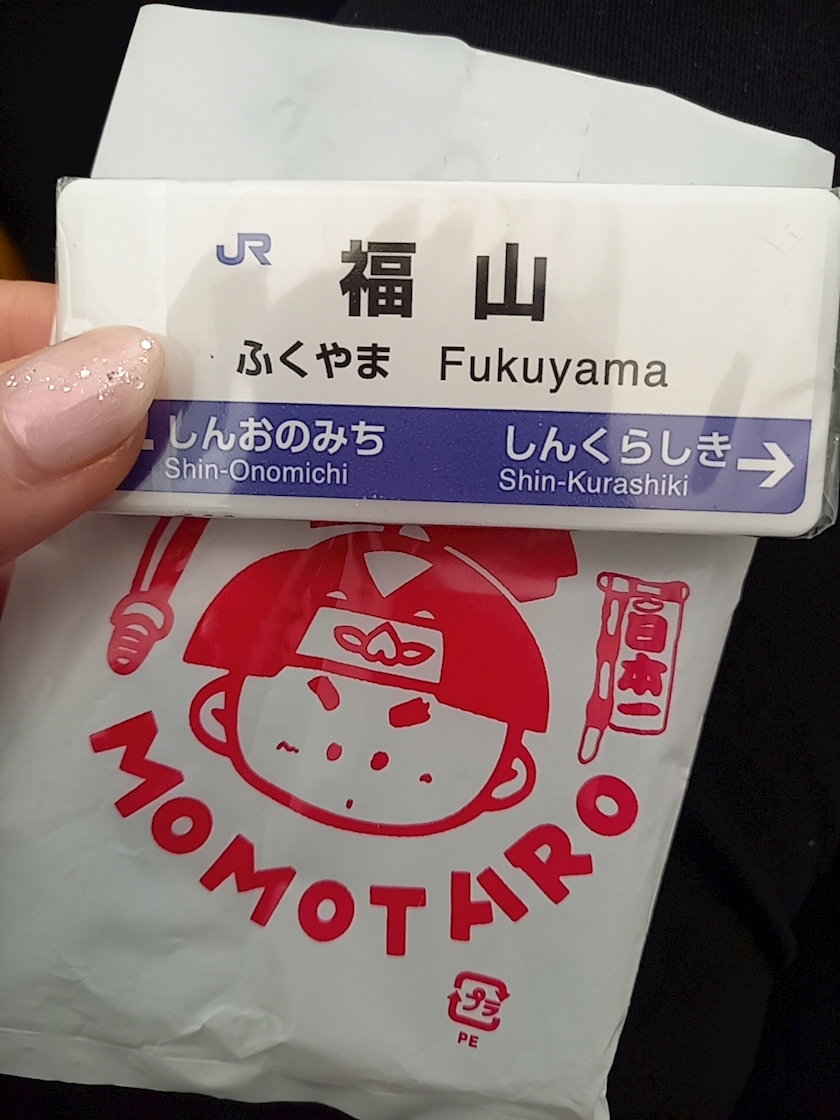 JR 福山
ふくやま Fukuyama
← しんおのみち しんくらしき →
Shin-Onomichi Shin-Kurashiki
日本一
MOMOTARO
プラ
PE